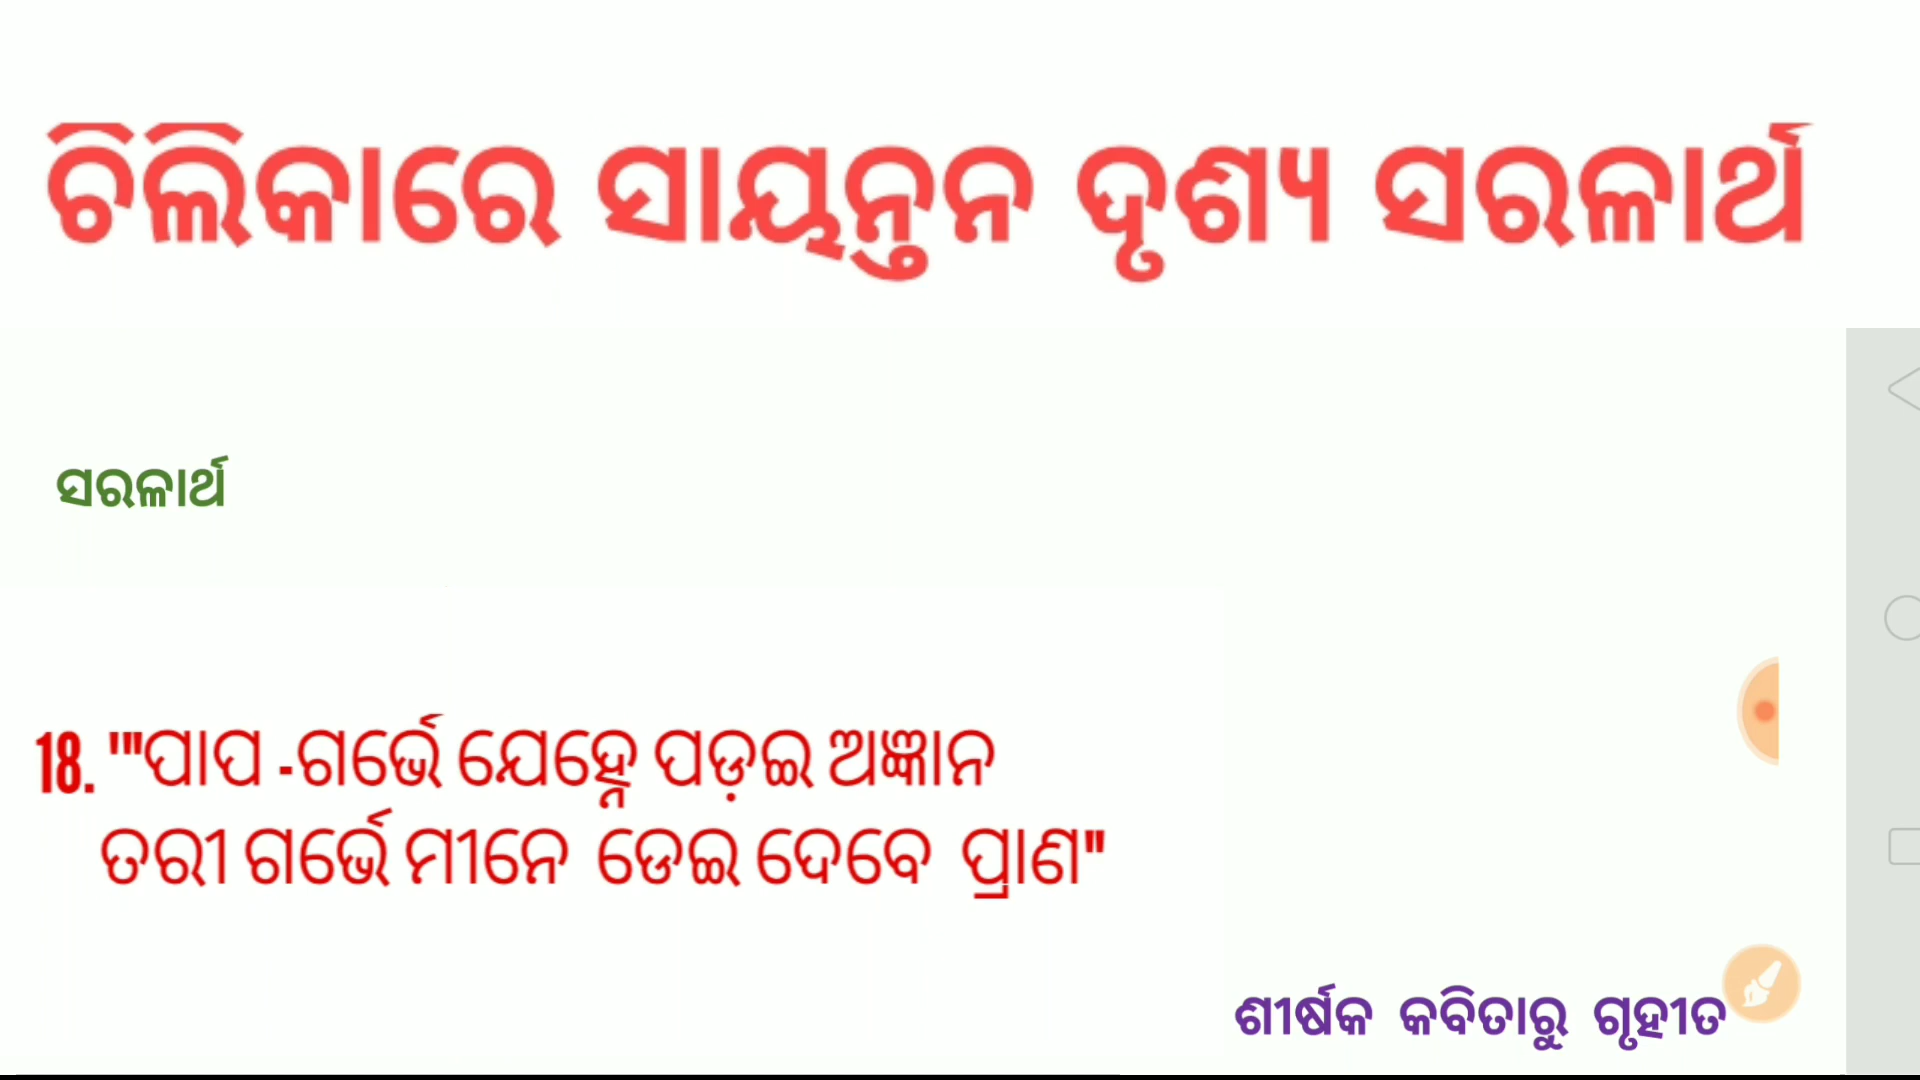 ଚିଲିକାରେ ସାୟନ୍ତନ ଦୃଶ୍ୟ ସରଳାର୍ଥ
ସରଳାର୍ଥ
18. '"ପାପ -ଗର୍ଭେ ଯେହ୍ନେ ପଡ଼ଇ ଅଜ୍ଞାନ
ତରୀ ଗର୍ଭେ ମୀନେ ଡେଇ ଦେବେ ପ୍ରାଣ"
ଶୀର୍ଷକ କବିତାରୁ ଗୃହୀତ